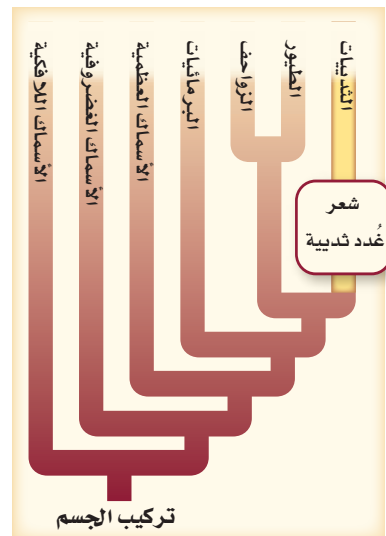 الثدييات
الطيور
الزواحف
البرمائيات
الأسماك العظمية
الأسماك الغضروفية
الأسماك اللافكية
شعر
غُدد ثديية
تركيب الجسم